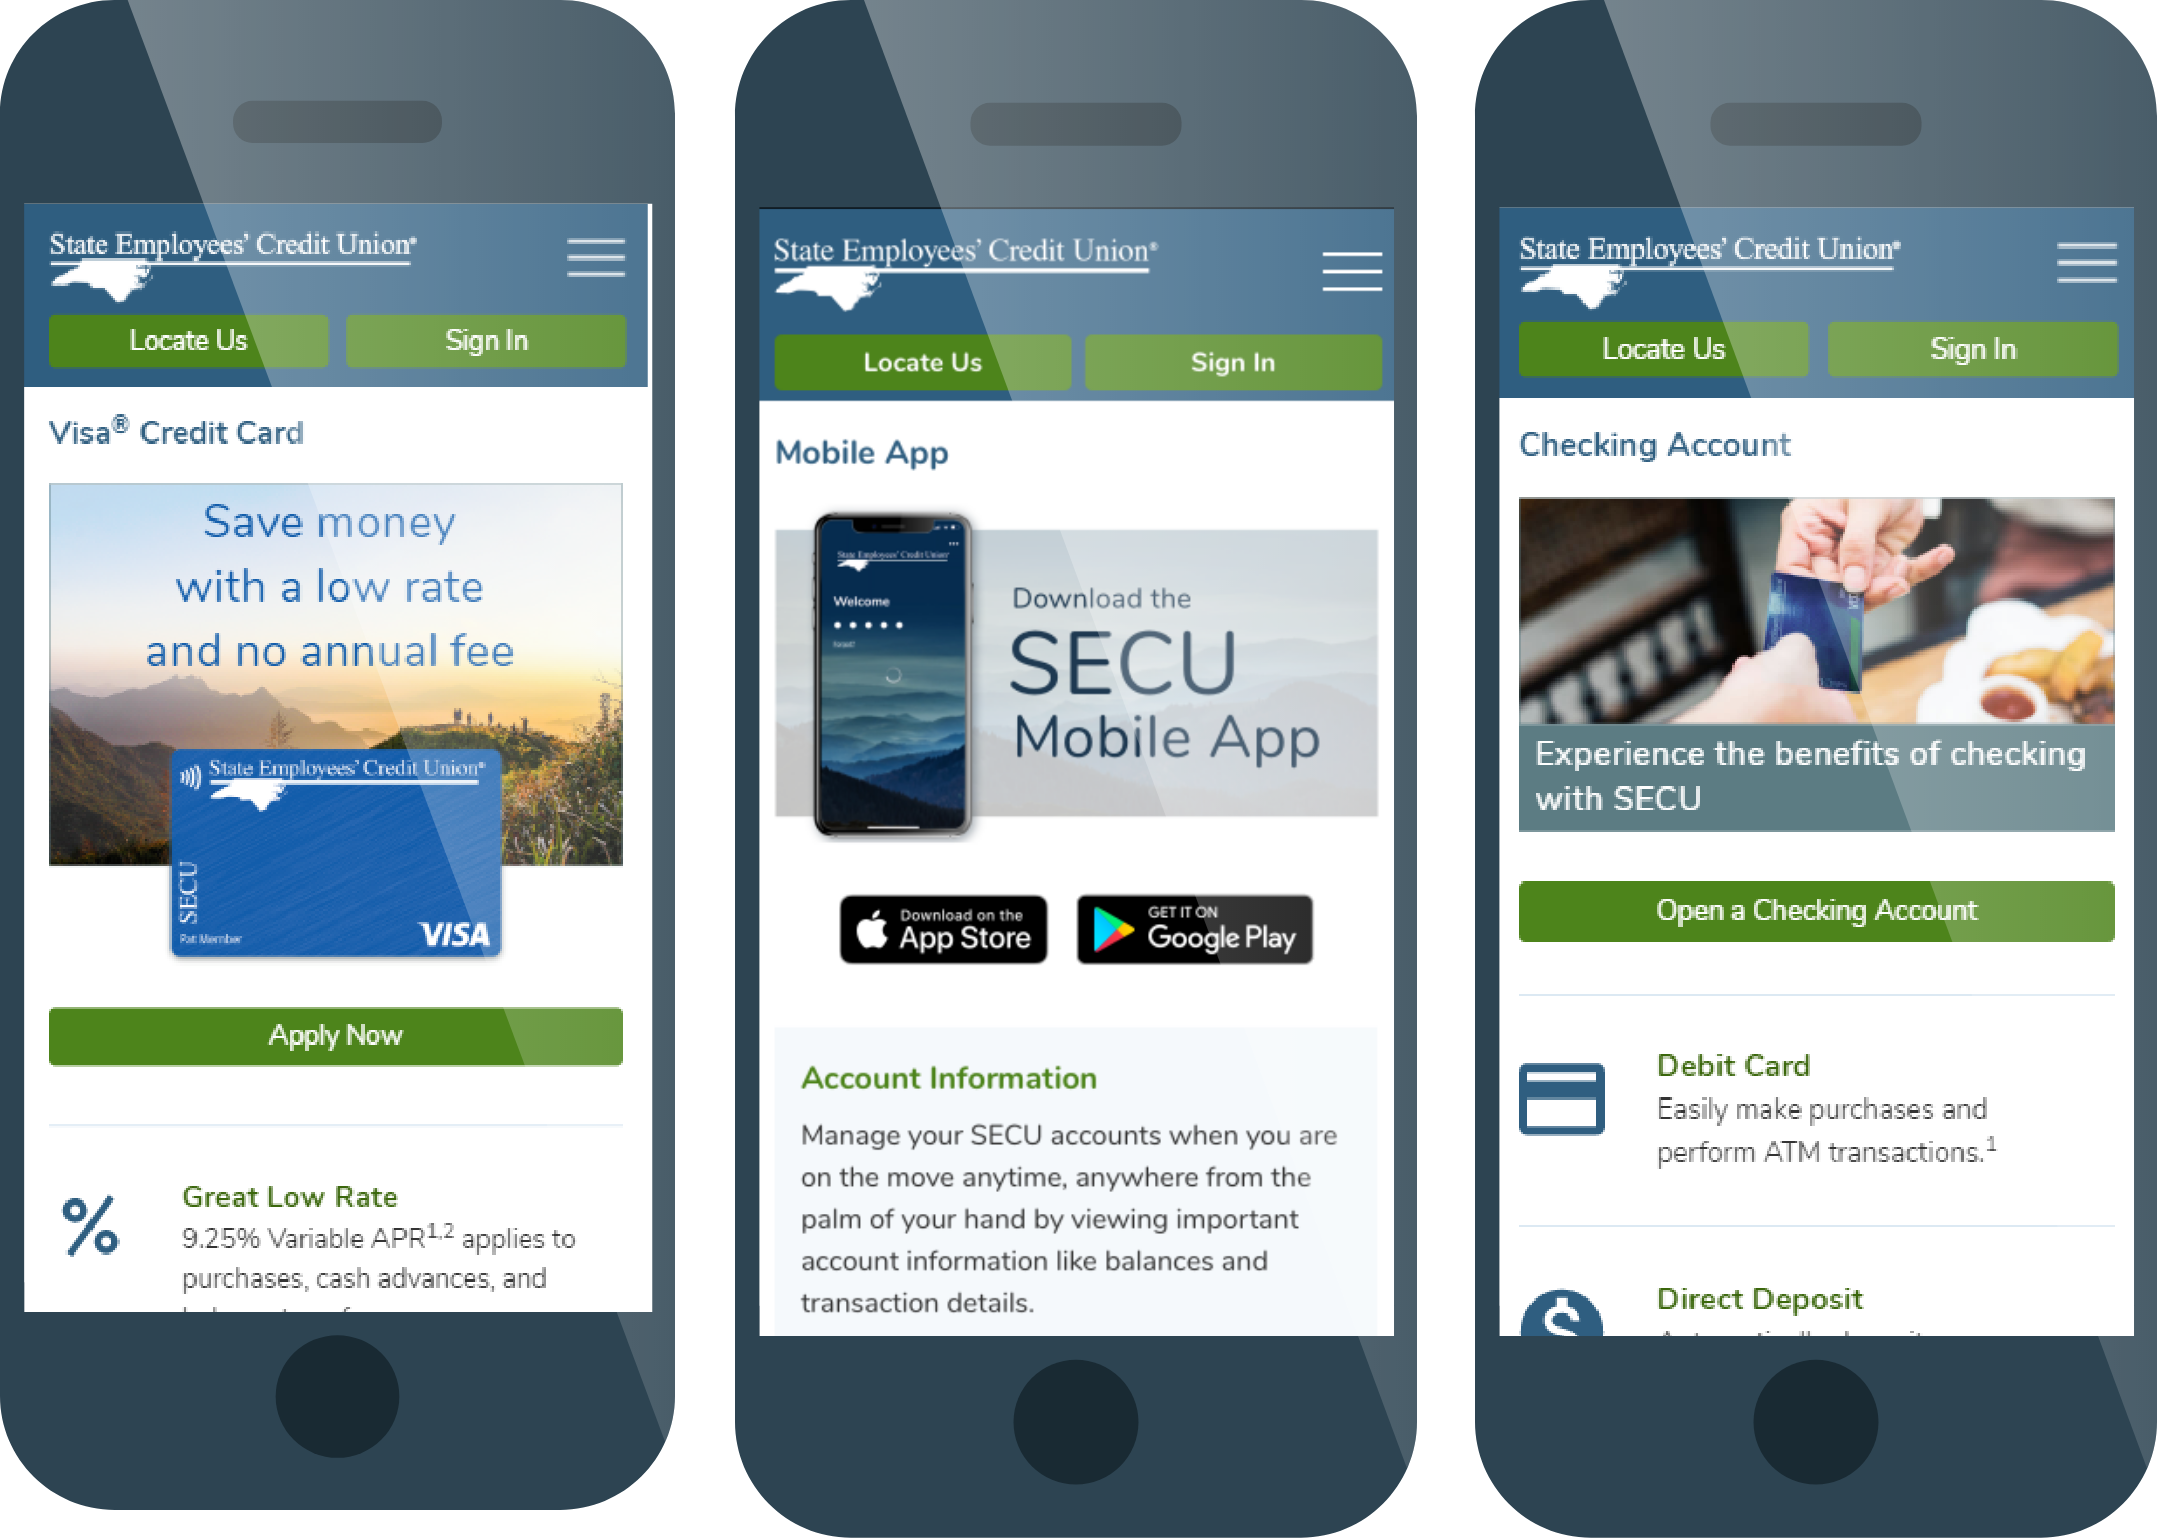 State Employees’ Credit Union®
Locate Us
Sign In
Visa® Credit Card
Save money
with a low rate
and no annual fee
State Employees’ Credit Union®
SECU
Pat Member
VISA
Apply Now
Great Low Rate
9.25% Variable APR1,2 applies to
purchases, cash advances, and
State Employees’ Credit Union®
Locate Us
Sign In
Mobile App
State Employees’ Credit Union
Welcome
Download the
SECU
Mobile App
Download on the
App Store
GET IT ON
Google Play
Account Information
Manage your SECU accounts when you are
on the move anytime, anywhere from the
palm of your hand by viewing important
account information like balances and
transaction details.
State Employees’ Credit Union®
Locate Us
Sign In
Checking Account
Experience the benefits of checking
with SECU
Open a Checking Account
Debit Card
Easily make purchases and
perform ATM transactions.1
Direct Deposit